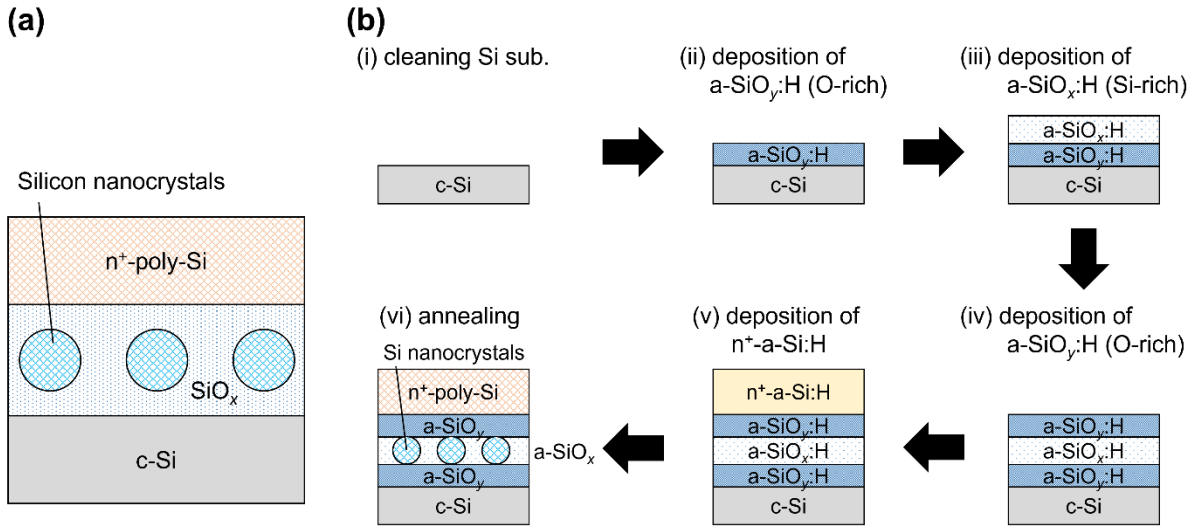 (a)
Silicon nanocrystals
n⁺-poly-Si
SiOₓ
c-Si
(b)
(i) cleaning Si sub.
c-Si
(ii) deposition of
a-SiOᵧ:H (O-rich)
a-SiOᵧ:H
c-Si
(iii) deposition of
a-SiOₓ:H (Si-rich)
a-SiOₓ:H
a-SiOᵧ:H
c-Si
(iv) deposition of
a-SiOᵧ:H (O-rich)
a-SiOᵧ:H
a-SiOₓ:H
a-SiOᵧ:H
c-Si
(v) deposition of
n⁺-a-Si:H
n⁺-a-Si:H
a-SiOᵧ:H
a-SiOₓ:H
a-SiOᵧ:H
c-Si
(vi) annealing
Si nanocrystals
n⁺-poly-Si
a-SiOᵧ
a-SiOₓ
a-SiOᵧ
c-Si